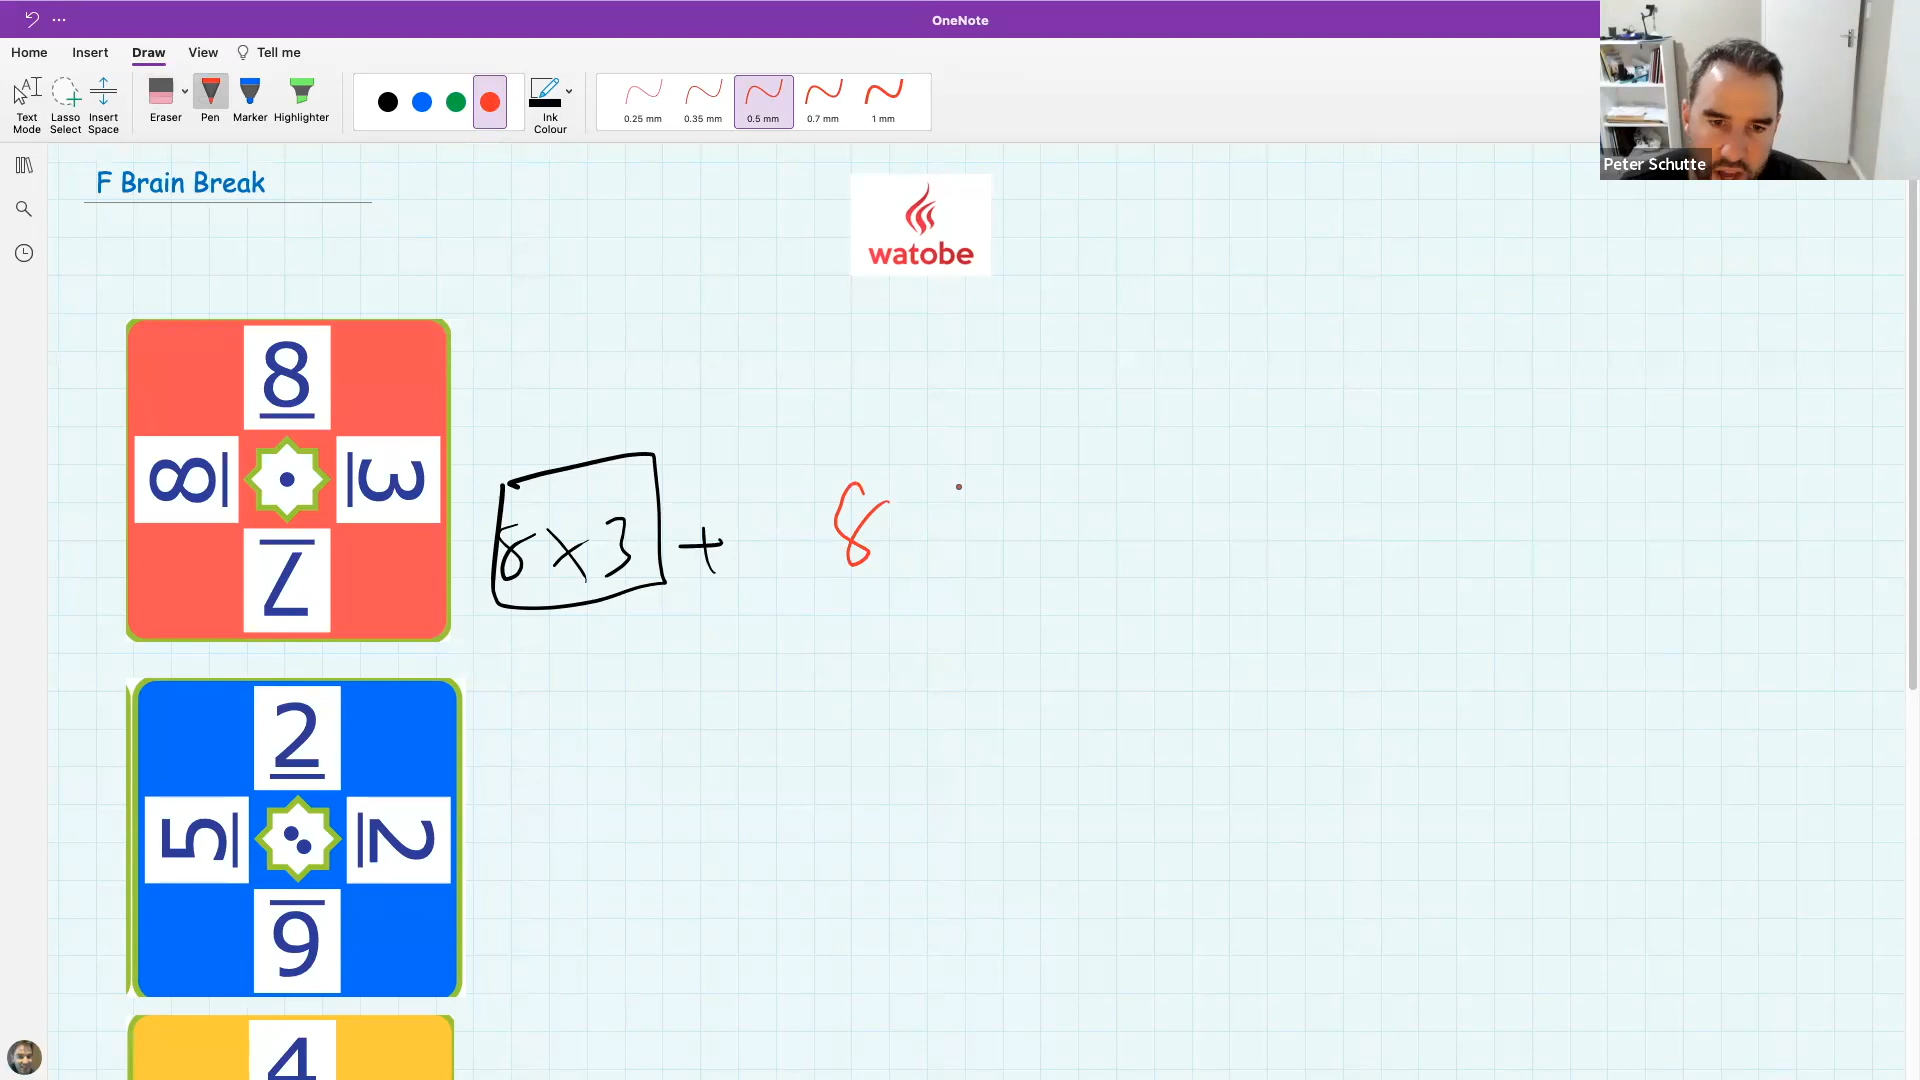 OneNote
Home Insert Draw View Tell me
Text Mode
Lasso Select
Insert Space
Eraser
Pen
Marker
Highlighter
Ink Colour
0.25 mm
0.35 mm
0.5 mm
0.7 mm
1 mm
Peter Schutte
F Brain Break
watobe
8
8 3
7
8 x 3 + 8
2
5 2
9
4